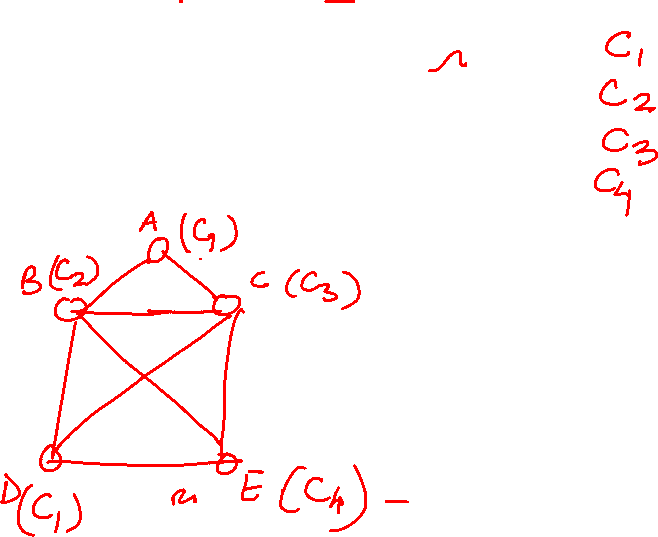 C1
C2
C3
C4
A (C1)
B (C2)
C (C3)
D (C1)
E (C4)